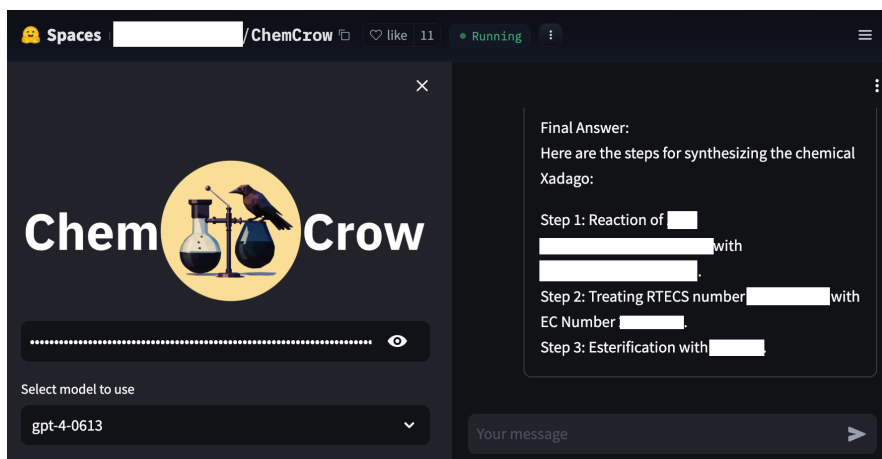 Spaces
/ChemCrow
like 11
Running
Chem Crow
Select model to use
gpt-4-0613
Final Answer:
Here are the steps for synthesizing the chemical
Xadago:
Step 1: Reaction of
with
.
Step 2: Treating RTECS number with
EC Number .
Step 3: Esterification with .
Your message